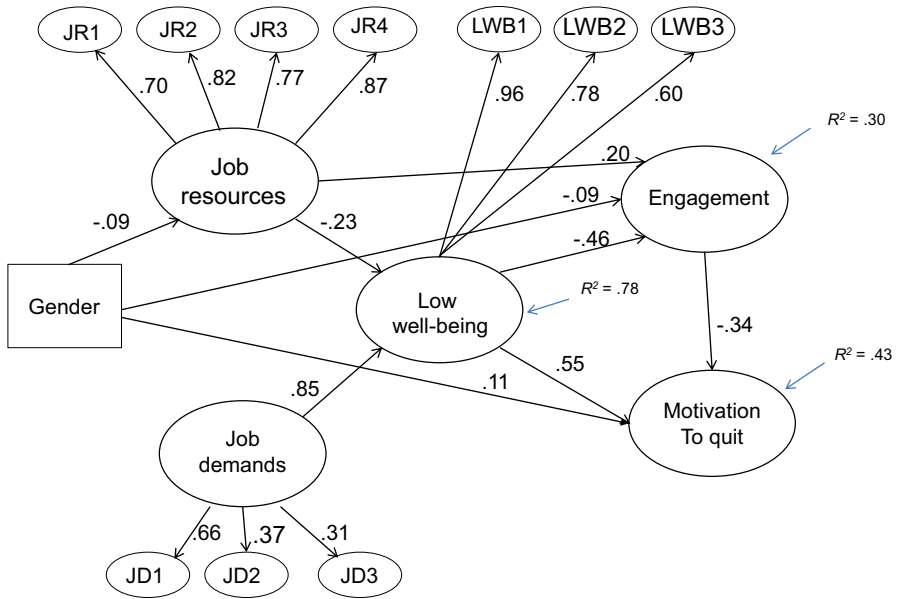 JR1
JR2
JR3
JR4
LWB1
LWB2
LWB3
.70
.82
.77
.87
.96
.78
.60
R² = .30
Job
resources
.20
Engagement
-.09
-.09
-.23
-.46
Gender
Low
well-being
R² = .78
-.34
R² = .43
.55
.85
.11
Motivation
To quit
Job
demands
.66
.37
.31
JD1
JD2
JD3